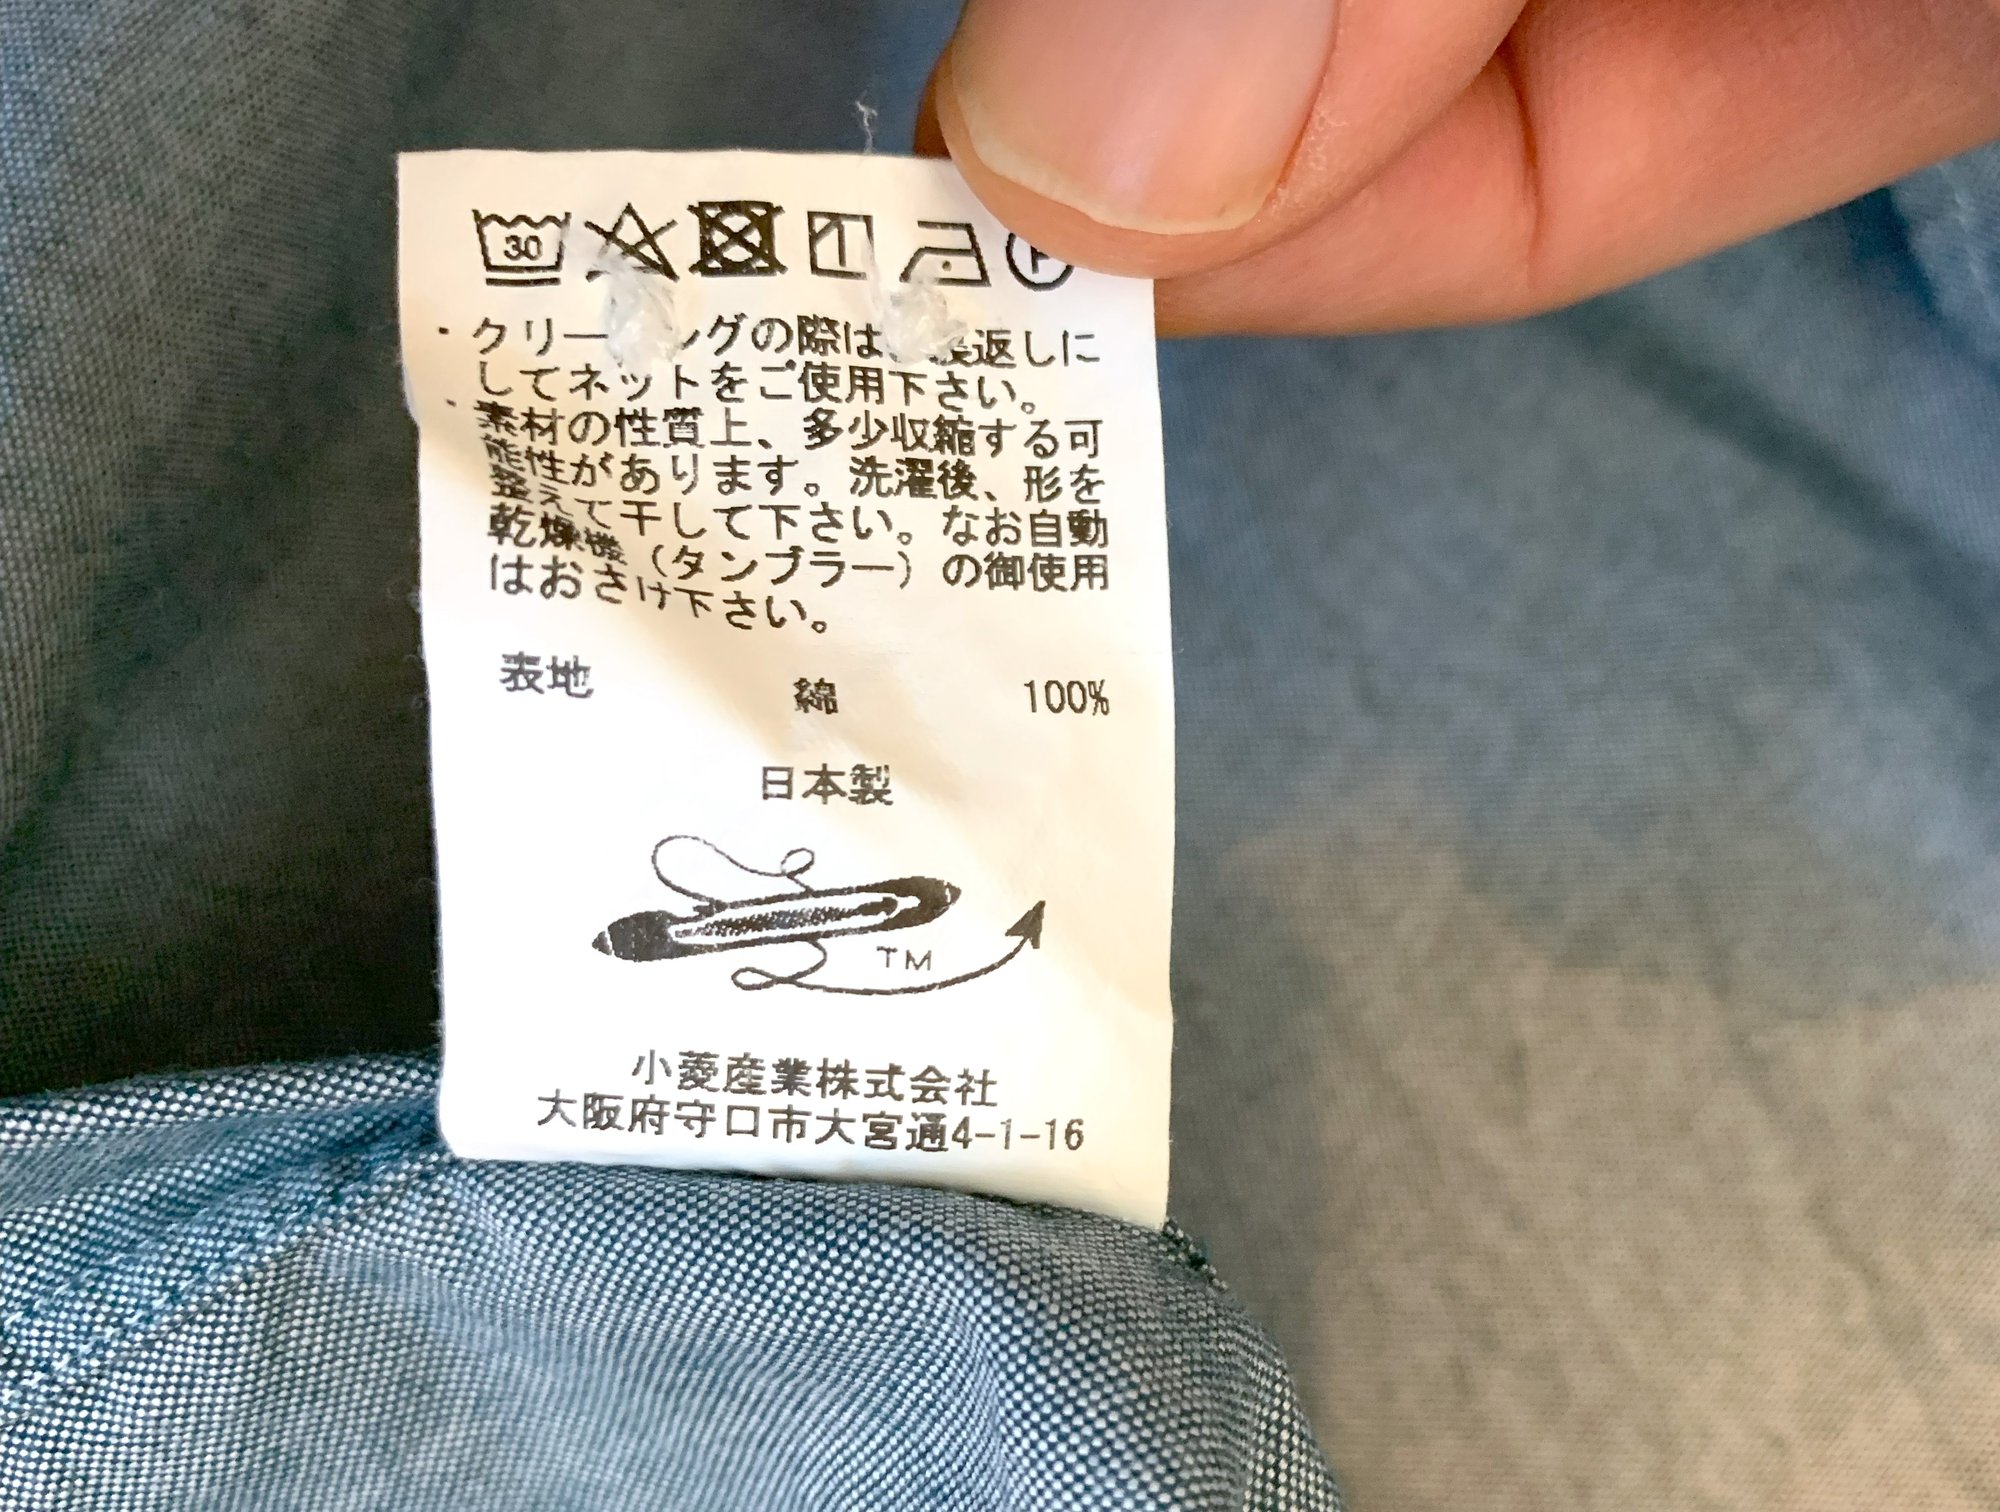 30
P
・クリーングの際は返しに
してネットをご使用下さい。
・素材の性質上、多少収縮する可
能性があります。洗濯後、形を
整えて干して下さい。なお自動
乾燥機（タンブラー）の御使用
はおさけ下さい。
表地 綿 100%
日本製
TM
小菱産業株式会社
大阪府守口市大宮通4-1-16